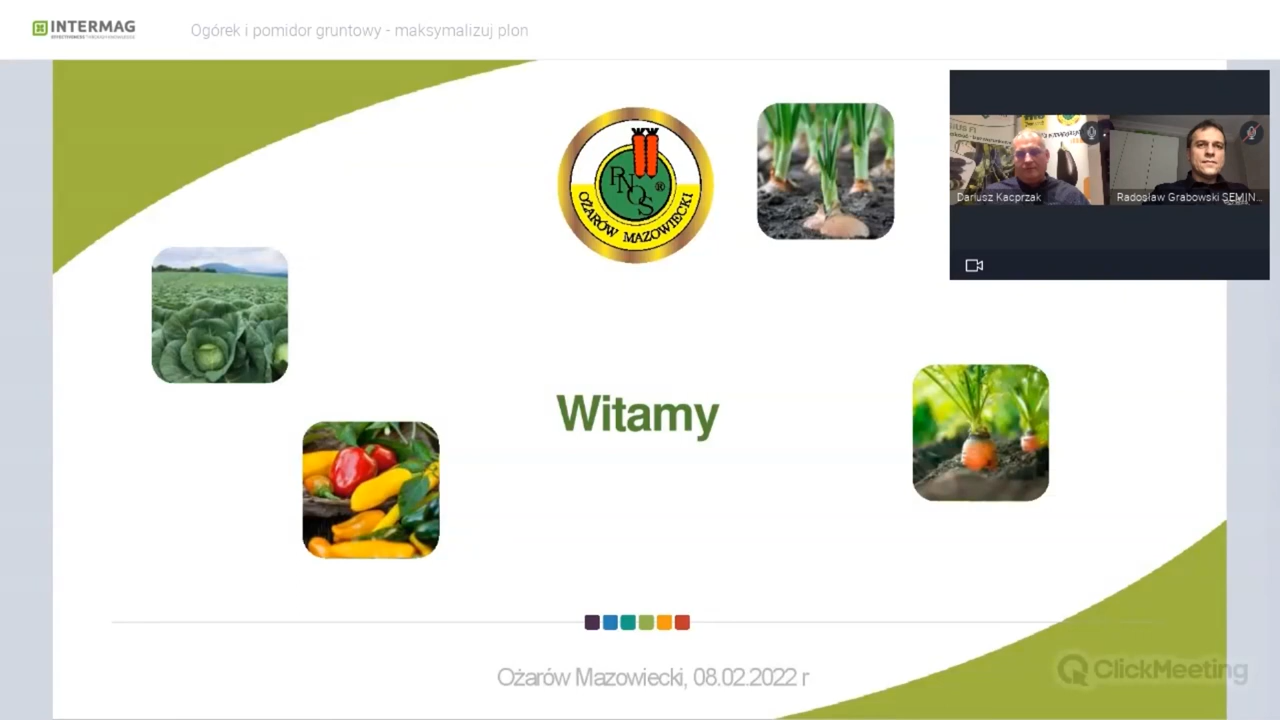 INTERMAG
Ogórek i pomidor gruntowy - maksymalizuj plon
PNOS ®
OŻARÓW MAZOWIECKI
Dariusz Kacprzak
Radosław Grabowski SEMIN...
Witamy
Ożarów Mazowiecki, 08.02.2022 r
ClickMeeting